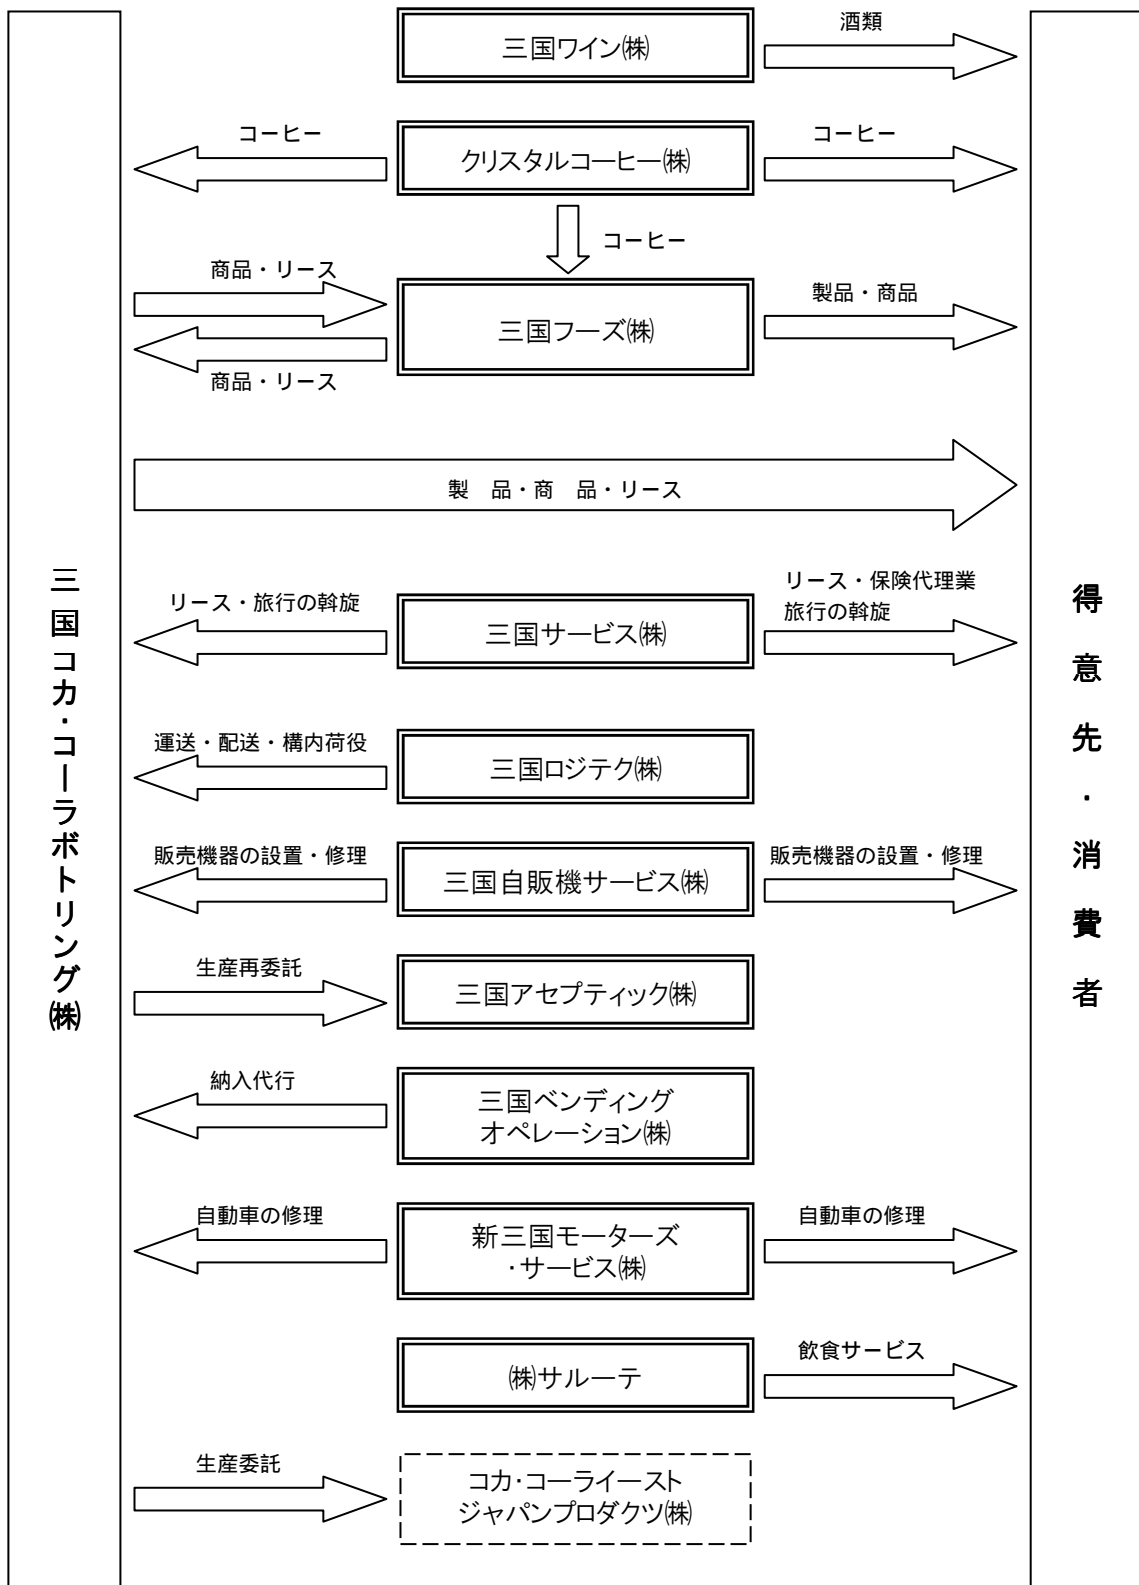 酒類
三国ワイン㈱
コーヒー
コーヒー
クリスタルコーヒー㈱
コーヒー
商品・リース
製品・商品
三国フーズ㈱
商品・リース
製　品・商　品・リース
三国コカ・コーラボトリング㈱
得意先・消費者
リース・旅行の斡旋
リース・保険代理業
旅行の斡旋
三国サービス㈱
運送・配送・構内荷役
三国ロジテク㈱
販売機器の設置・修理
販売機器の設置・修理
三国自販機サービス㈱
生産再委託
三国アセプティック㈱
納入代行
三国ベンディング
オペレーション㈱
自動車の修理
自動車の修理
新三国モーターズ
・サービス㈱
㈱サルーテ
飲食サービス
生産委託
コカ・コーライースト
ジャパンプロダクツ㈱